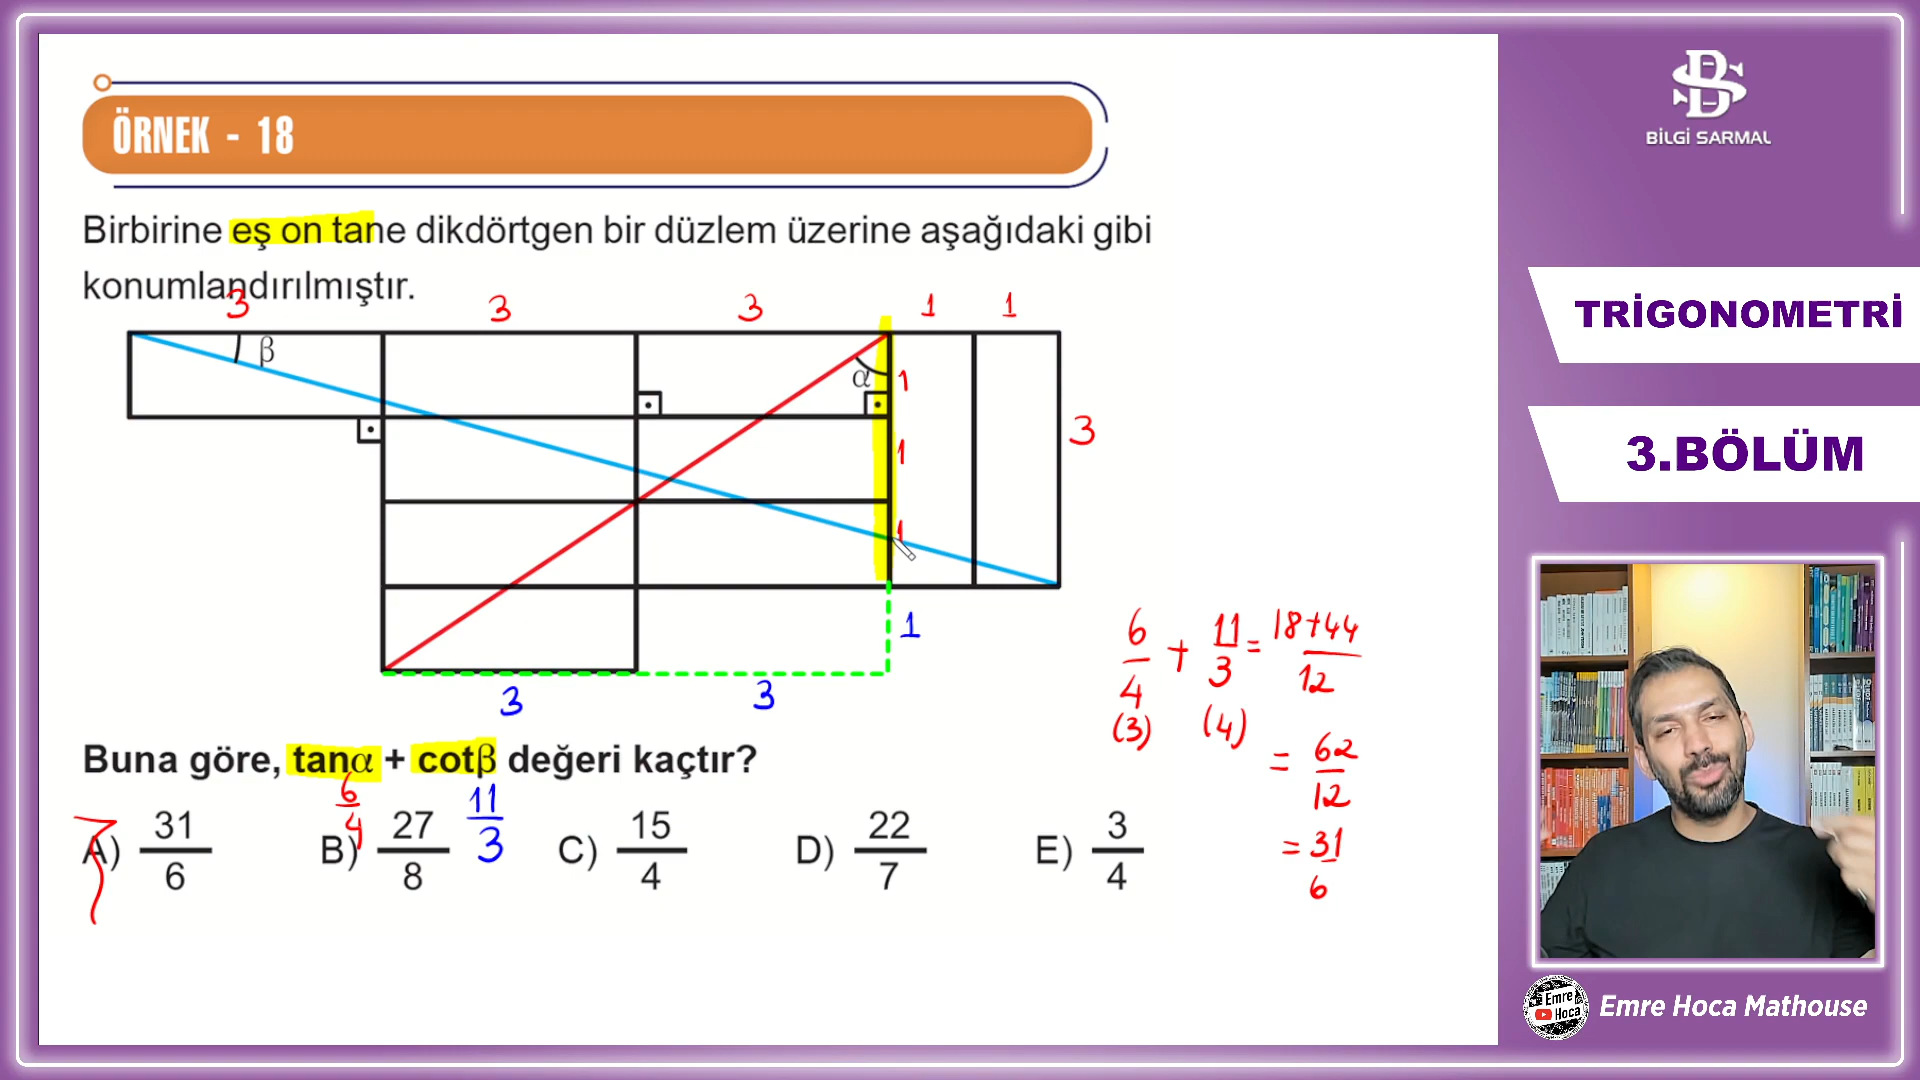 ÖRNEK - 18
Birbirine eş on tane dikdörtgen bir düzlem üzerine aşağıdaki gibi
konumlandırılmıştır.
3 3 3 1 1
β
α
1
1
1
3
1
3 3
Buna göre, tanα + cotβ değeri kaçtır?
6/4 11/3
A) 31/6 B) 27/8 C) 15/4 D) 22/7 E) 3/4
6/4 + 11/3 = 18+44/12
(3) (4)
= 62/12
= 31/6
BİLGİ SARMAL
TRİGONOMETRİ
3.BÖLÜM
Emre
Hoca
Emre Hoca Mathouse